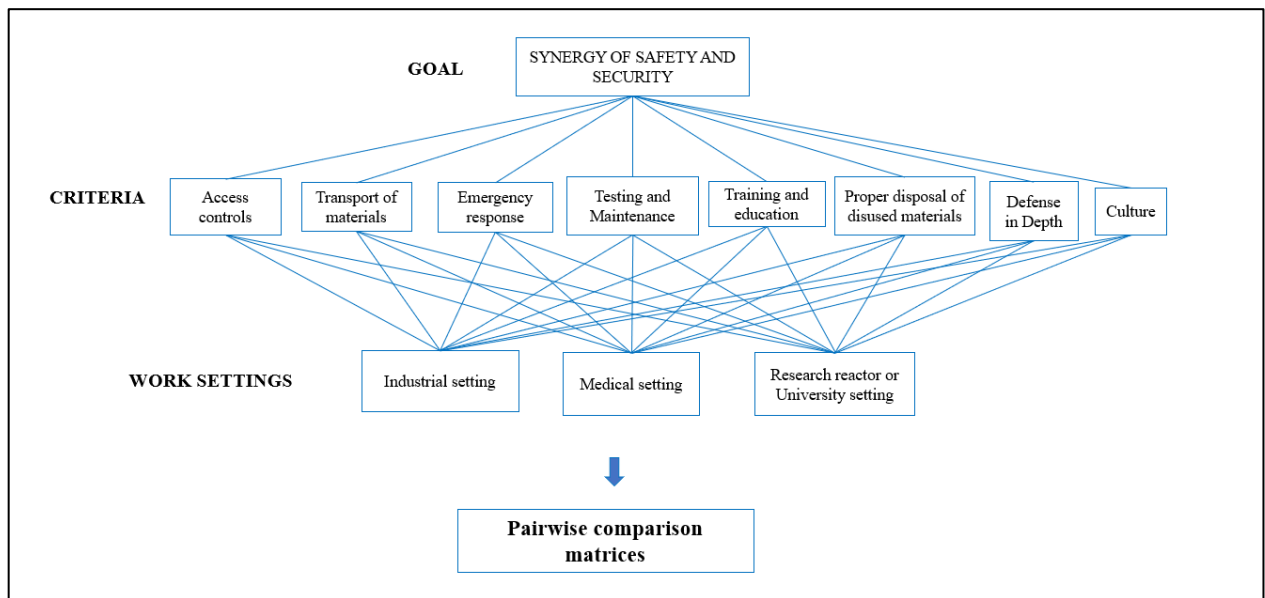 GOAL
SYNERGY OF SAFETY AND
SECURITY
CRITERIA
Access
controls
Transport of
materials
Emergency
response
Testing and
Maintenance
Training and
education
Proper disposal of
disused materials
Defense
in Depth
Culture
WORK SETTINGS
Industrial setting
Medical setting
Research reactor or
University setting
Pairwise comparison
matrices